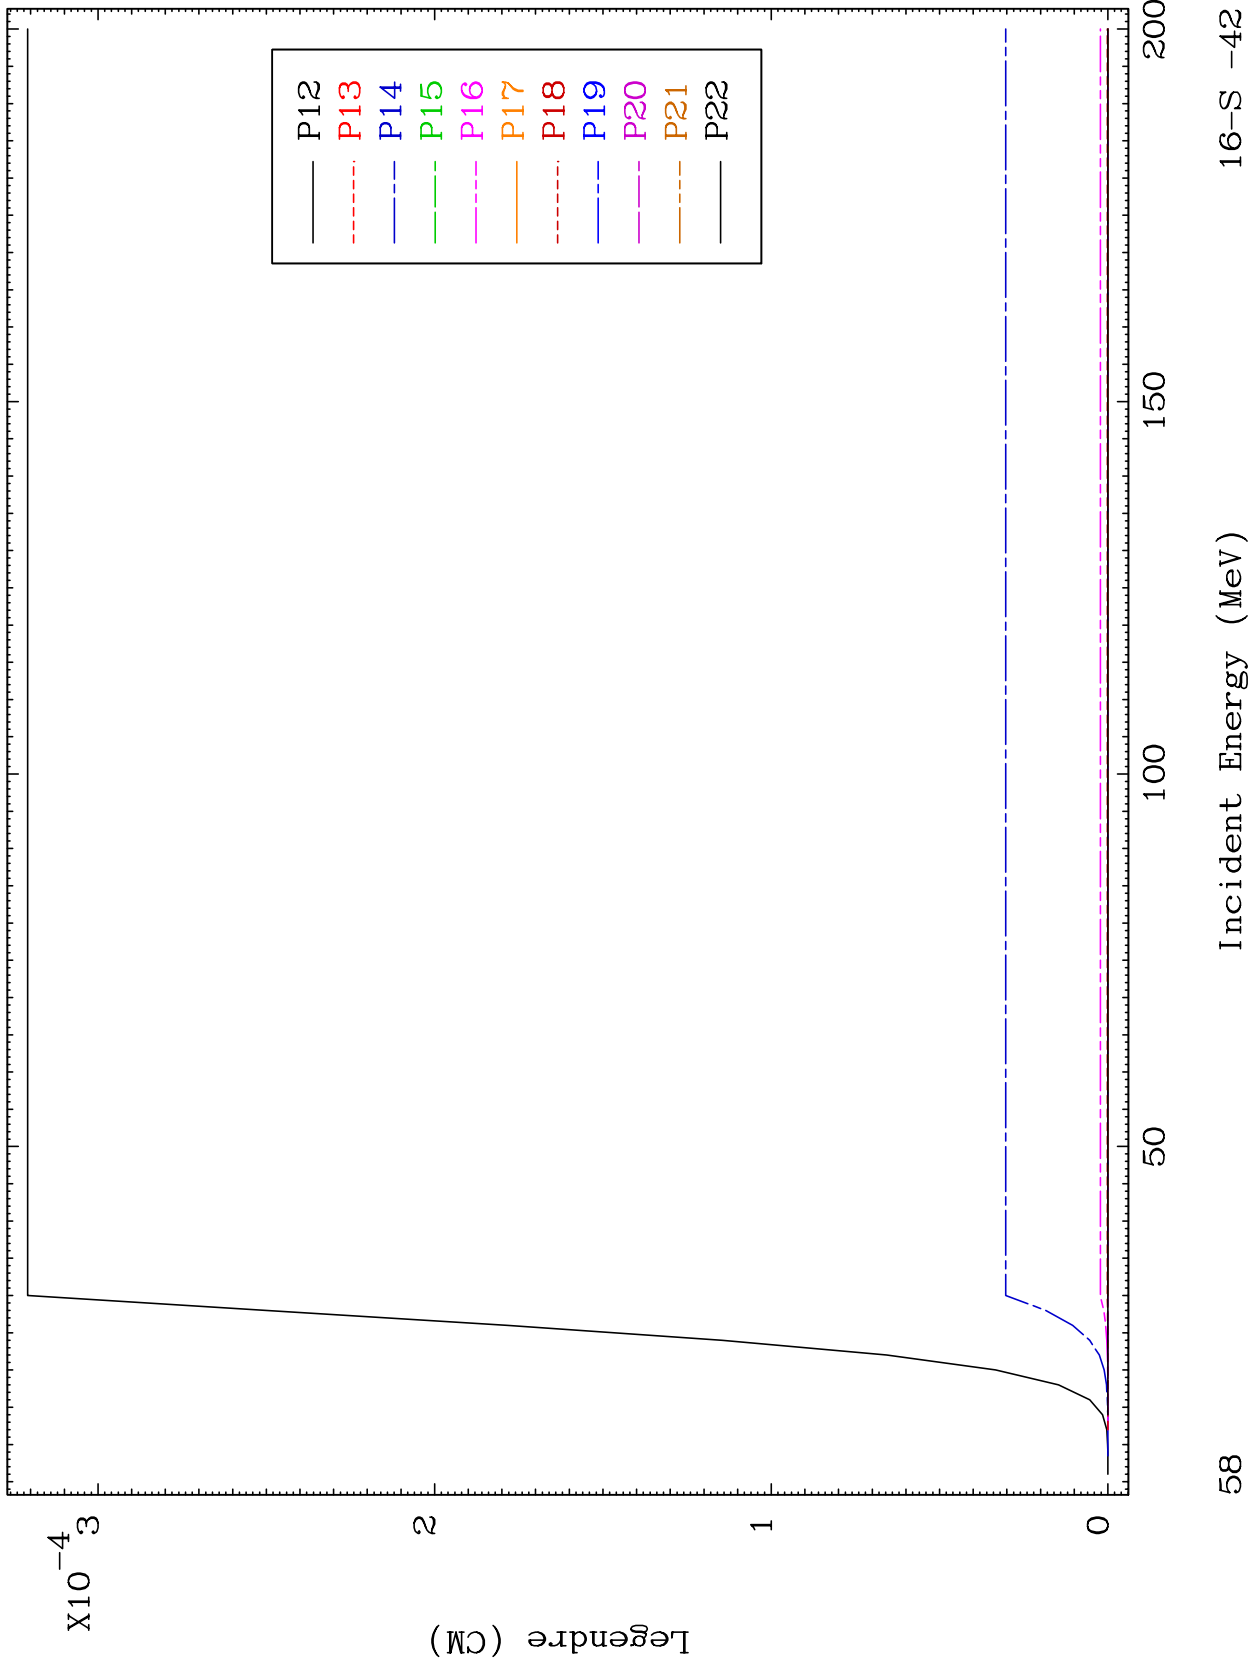 X10-4
3
2
1
0
Legendre (CM)
P12
P13
P14
P15
P16
P17
P18
P19
P20
P21
P22
50
100
150
200
Incident Energy (MeV)
58
16-S -42